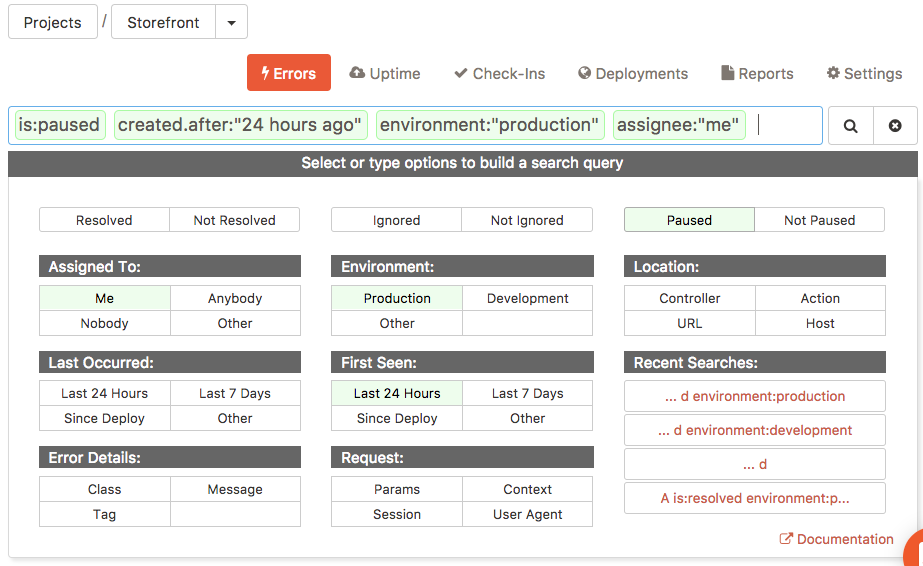 Projects / Storefront
Errors Uptime Check-Ins Deployments Reports Settings
is:paused created.after:"24 hours ago" environment:"production" assignee:"me"
Select or type options to build a search query
Resolved Not Resolved Ignored Not Ignored Paused Not Paused
Assigned To: Environment: Location:
Me Anybody Production Development Controller Action
Nobody Other Other URL Host
Last Occurred: First Seen: Recent Searches:
Last 24 Hours Last 7 Days Last 24 Hours Last 7 Days ... d environment:production
Since Deploy Other Since Deploy Other ... d environment:development
Error Details: Request: ... d
Class Message Params Context A is:resolved environment:p...
Tag Session User Agent
Documentation